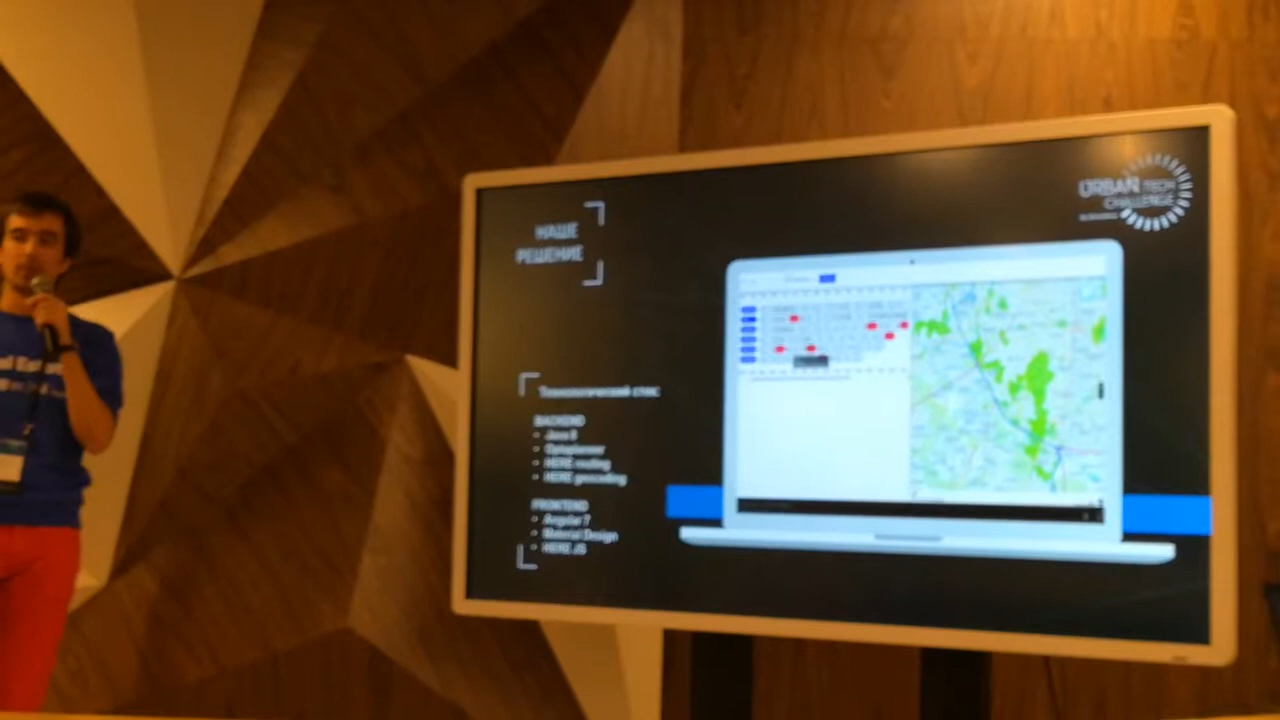 НАШЕ
РЕШЕНИЕ
URBAN TECH
CHALLENGE
Технологический стек
BACKEND
- Java 8
- Optaplanner
- HERE routing
- HERE geocoding
FRONTEND
- Angular 7
- Material Design
- HERE JS